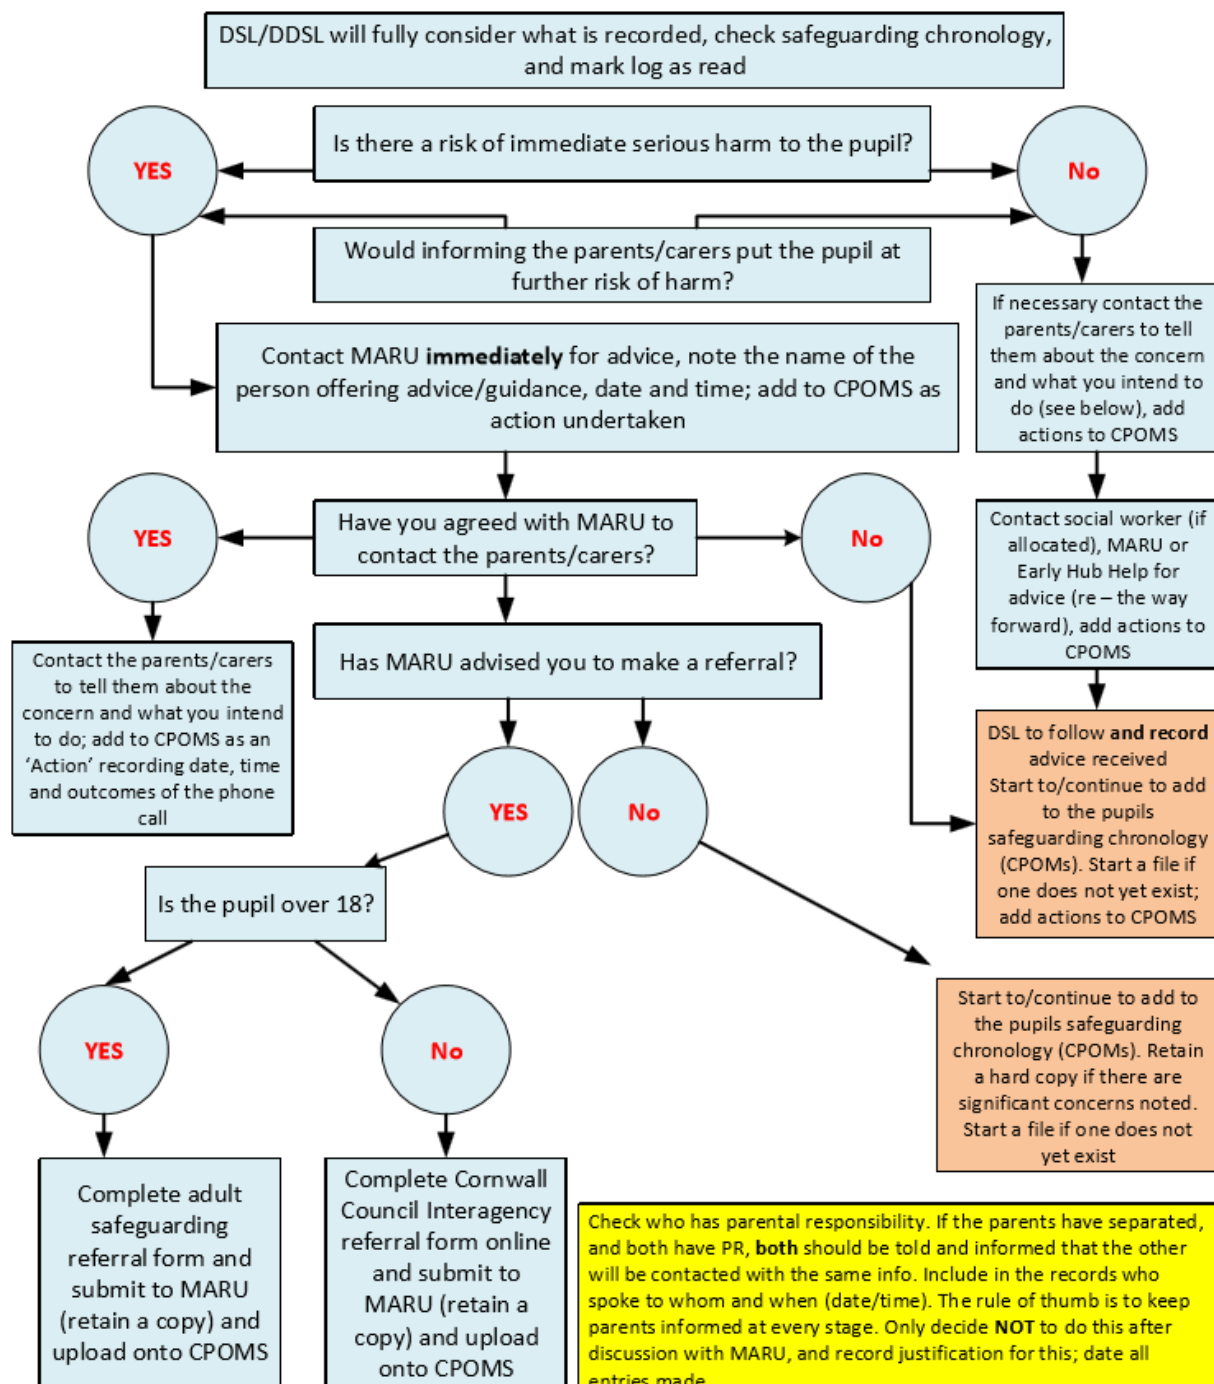 DSL/DDSL will fully consider what is recorded, check safeguarding chronology,
and mark log as read
Is there a risk of immediate serious harm to the pupil?
YES
No
Would informing the parents/carers put the pupil at
further risk of harm?
If necessary contact the
parents/carers to tell
them about the concern
and what you intend to
do (see below), add
actions to CPOMS
Contact MARU immediately for advice, note the name of the
person offering advice/guidance, date and time; add to CPOMS as
action undertaken
YES
Have you agreed with MARU to
contact the parents/carers?
No
Contact social worker (if
allocated), MARU or
Early Hub Help for
advice (re – the way
forward), add actions to
CPOMS
Contact the parents/carers
to tell them about the
concern and what you intend
to do; add to CPOMS as an
‘Action’ recording date, time
and outcomes of the phone
call
Has MARU advised you to make a referral?
DSL to follow and record
advice received
Start to/continue to add
to the pupils
safeguarding chronology
(CPOMs). Start a file if
one does not yet exist;
add actions to CPOMS
YES
No
Is the pupil over 18?
Start to/continue to add to
the pupils safeguarding
chronology (CPOMs). Retain
a hard copy if there are
significant concerns noted.
Start a file if one does not
yet exist
YES
No
Complete adult
safeguarding
referral form and
submit to MARU
(retain a copy) and
upload onto CPOMS
Complete Cornwall
Council Interagency
referral form online
and submit to
MARU (retain a
copy) and upload
onto CPOMS
Check who has parental responsibility. If the parents have separated,
and both have PR, both should be told and informed that the other
will be contacted with the same info. Include in the records who
spoke to whom and when (date/time). The rule of thumb is to keep
parents informed at every stage. Only decide NOT to do this after
discussion with MARU, and record justification for this; date all
entries made